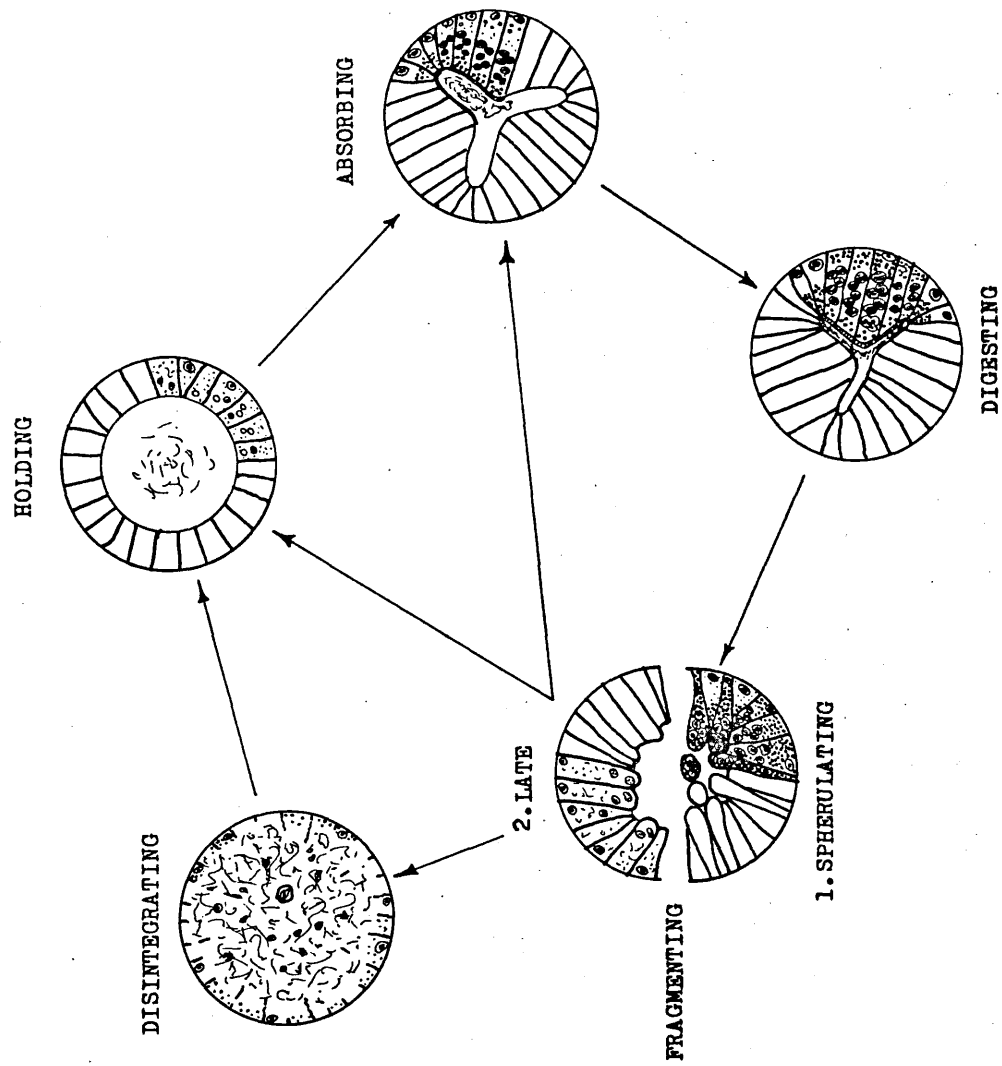 HOLDING
ABSORBING
DIGESTING
FRAGMENTING
1.SPHERULATING
2.LATE
DISINTEGRATING